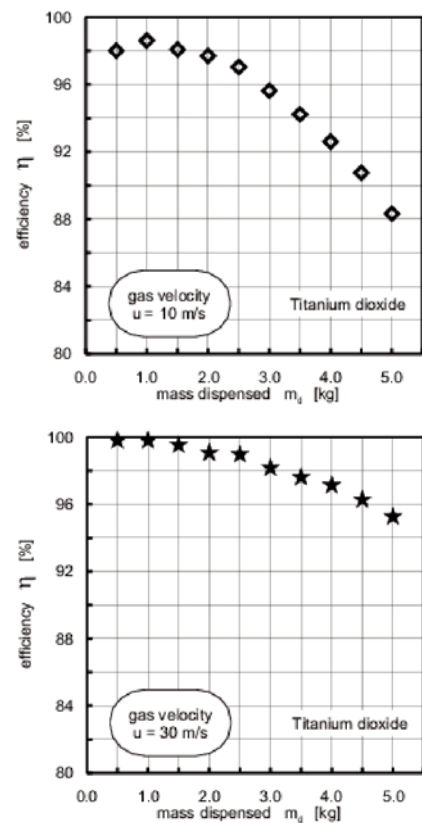 100
96
92
88
84
80
efficiency η [%]
gas velocity
u = 10 m/s
Titanium dioxide
0.0 1.0 2.0 3.0 4.0 5.0
mass dispensed m_d [kg]
100
96
92
88
84
80
efficiency η [%]
gas velocity
u = 30 m/s
Titanium dioxide
0.0 1.0 2.0 3.0 4.0 5.0
mass dispensed m_d [kg]